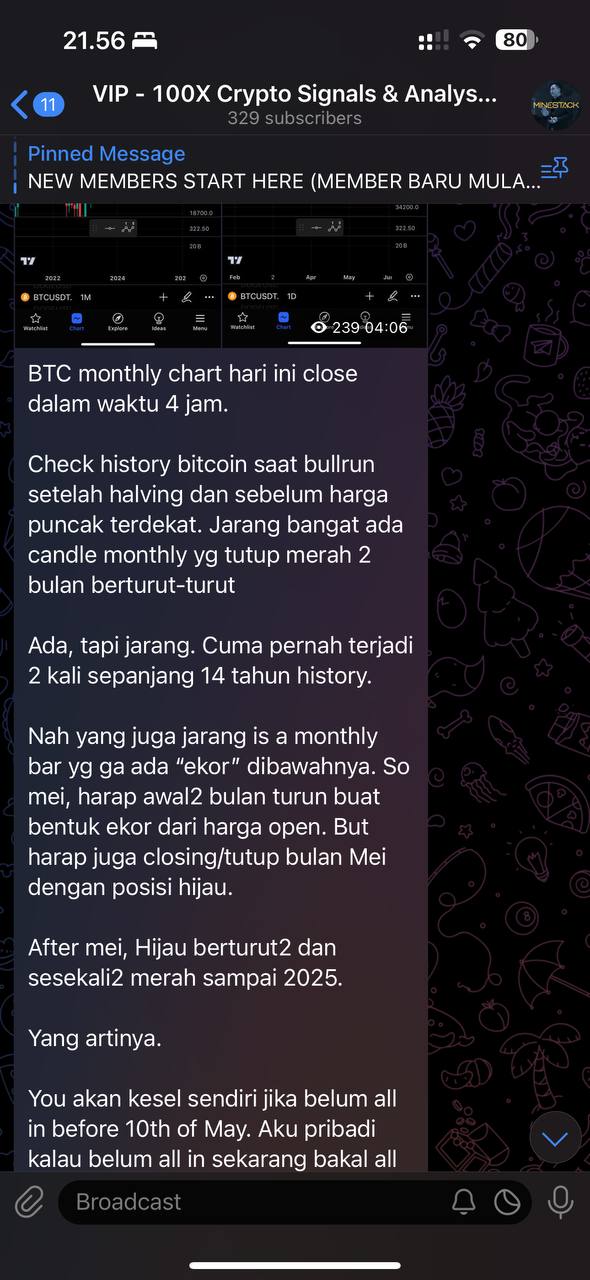 21.56
80
11
VIP - 100X Crypto Signals & Analys...
329 subscribers
MINESTACK
Pinned Message
NEW MEMBERS START HERE (MEMBER BARU MULA...
18700.0
34200.0
322.50
322.50
20B
20B
2022 2024 202
Feb 2 Apr May Jui
BTCUSDT. 1M
BTCUSDT. 1D
Watchlist Chart Explore Ideas Menu
Watchlist Chart
239 04:06
BTC monthly chart hari ini close
dalam waktu 4 jam.
Check history bitcoin saat bullrun
setelah halving dan sebelum harga
puncak terdekat. Jarang bangat ada
candle monthly yg tutup merah 2
bulan berturut-turut
Ada, tapi jarang. Cuma pernah terjadi
2 kali sepanjang 14 tahun history.
Nah yang juga jarang is a monthly
bar yg ga ada “ekor” dibawahnya. So
mei, harap awal2 bulan turun buat
bentuk ekor dari harga open. But
harap juga closing/tutup bulan Mei
dengan posisi hijau.
After mei, Hijau berturut2 dan
sesekali2 merah sampai 2025.
Yang artinya.
You akan kesel sendiri jika belum all
in before 10th of May. Aku pribadi
kalau belum all in sekarang bakal all
Broadcast